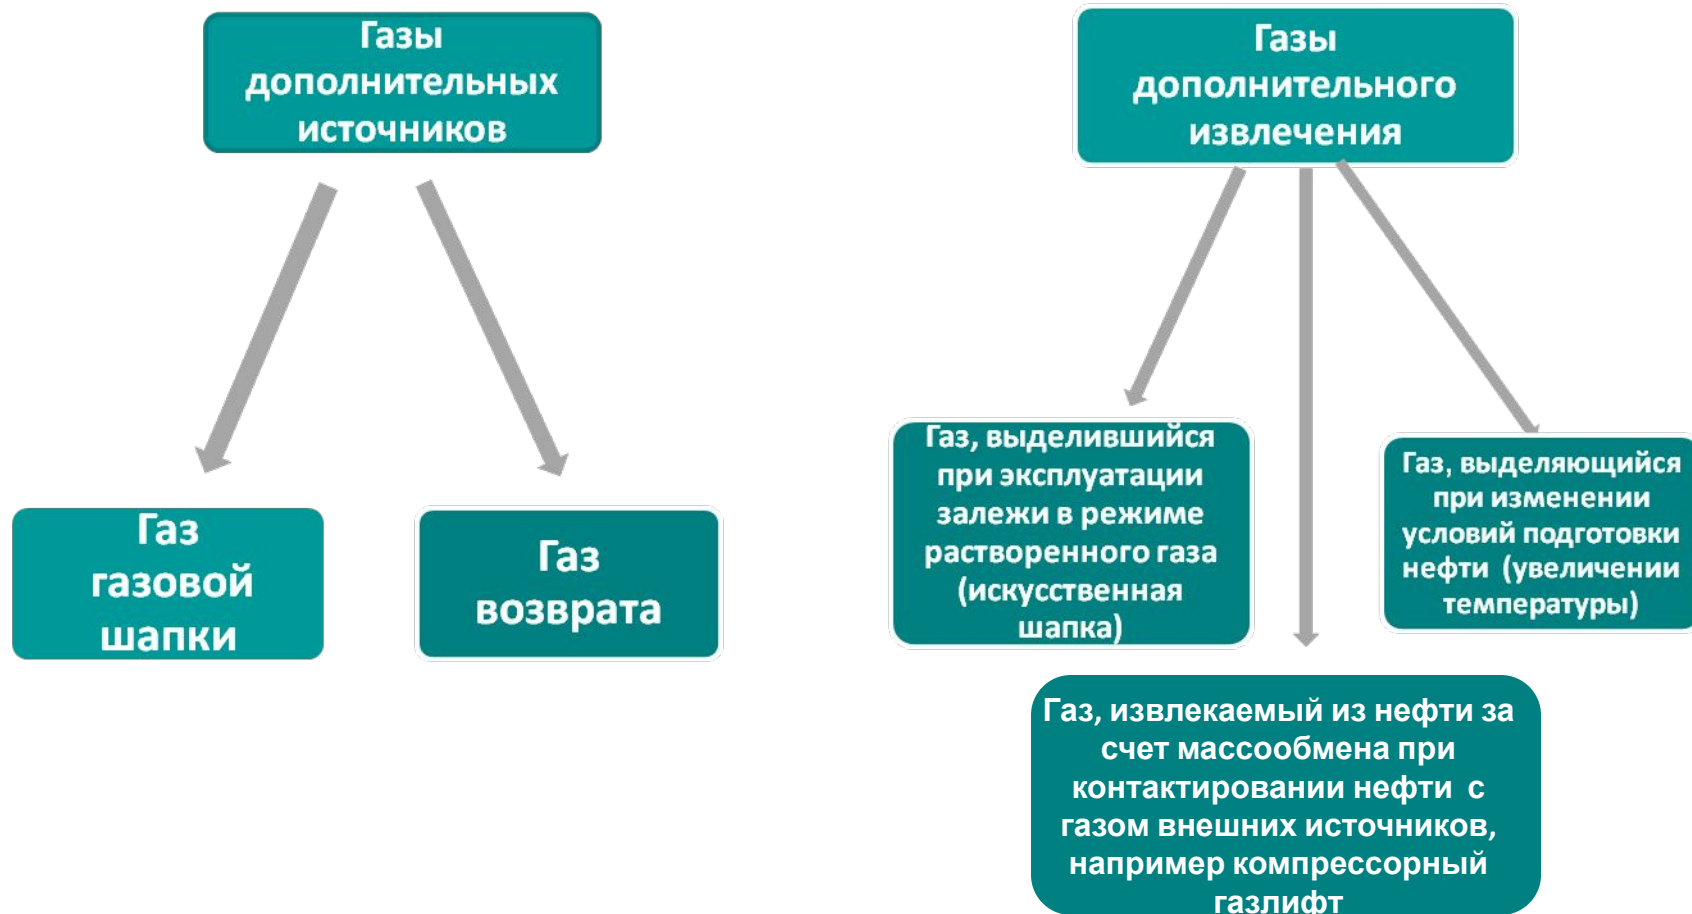 Газы
дополнительных
источников
Газы
дополнительного
извлечения
Газ
газовой
шапки
Газ
возврата
Газ, выделившийся
при эксплуатации
залежи в режиме
растворенного газа
(искусственная
шапка)
Газ, выделяющийся
при изменении
условий подготовки
нефти (увеличении
температуры)
Газ, извлекаемый из нефти за
счет массообмена при
контактировании нефти с
газом внешних источников,
например компрессорный
газлифт